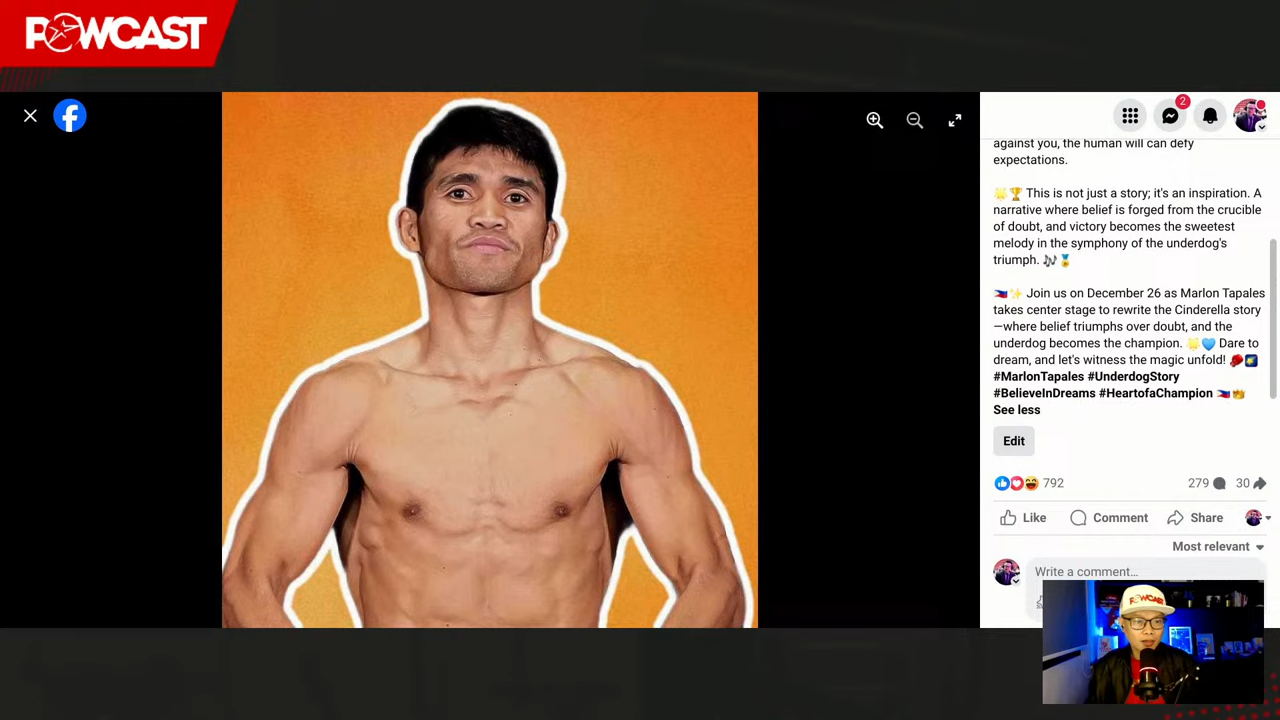 POWCAST
2
against you, the human will can defy
expectations.
🌟🏆 This is not just a story; it's an inspiration. A
narrative where belief is forged from the crucible
of doubt, and victory becomes the sweetest
melody in the symphony of the underdog's
triumph. 🎶🏅
🇵🇭✨ Join us on December 26 as Marlon Tapales
takes center stage to rewrite the Cinderella story
—where belief triumphs over doubt, and the
underdog becomes the champion. 🌟💙 Dare to
dream, and let's witness the magic unfold! 🥊🌠
#MarlonTapales #UnderdogStory
#BelieveInDreams #HeartofaChampion 🇵🇭👑
See less
Edit
792 279 30
Like Comment Share
Most relevant
Write a comment…
POWCAST